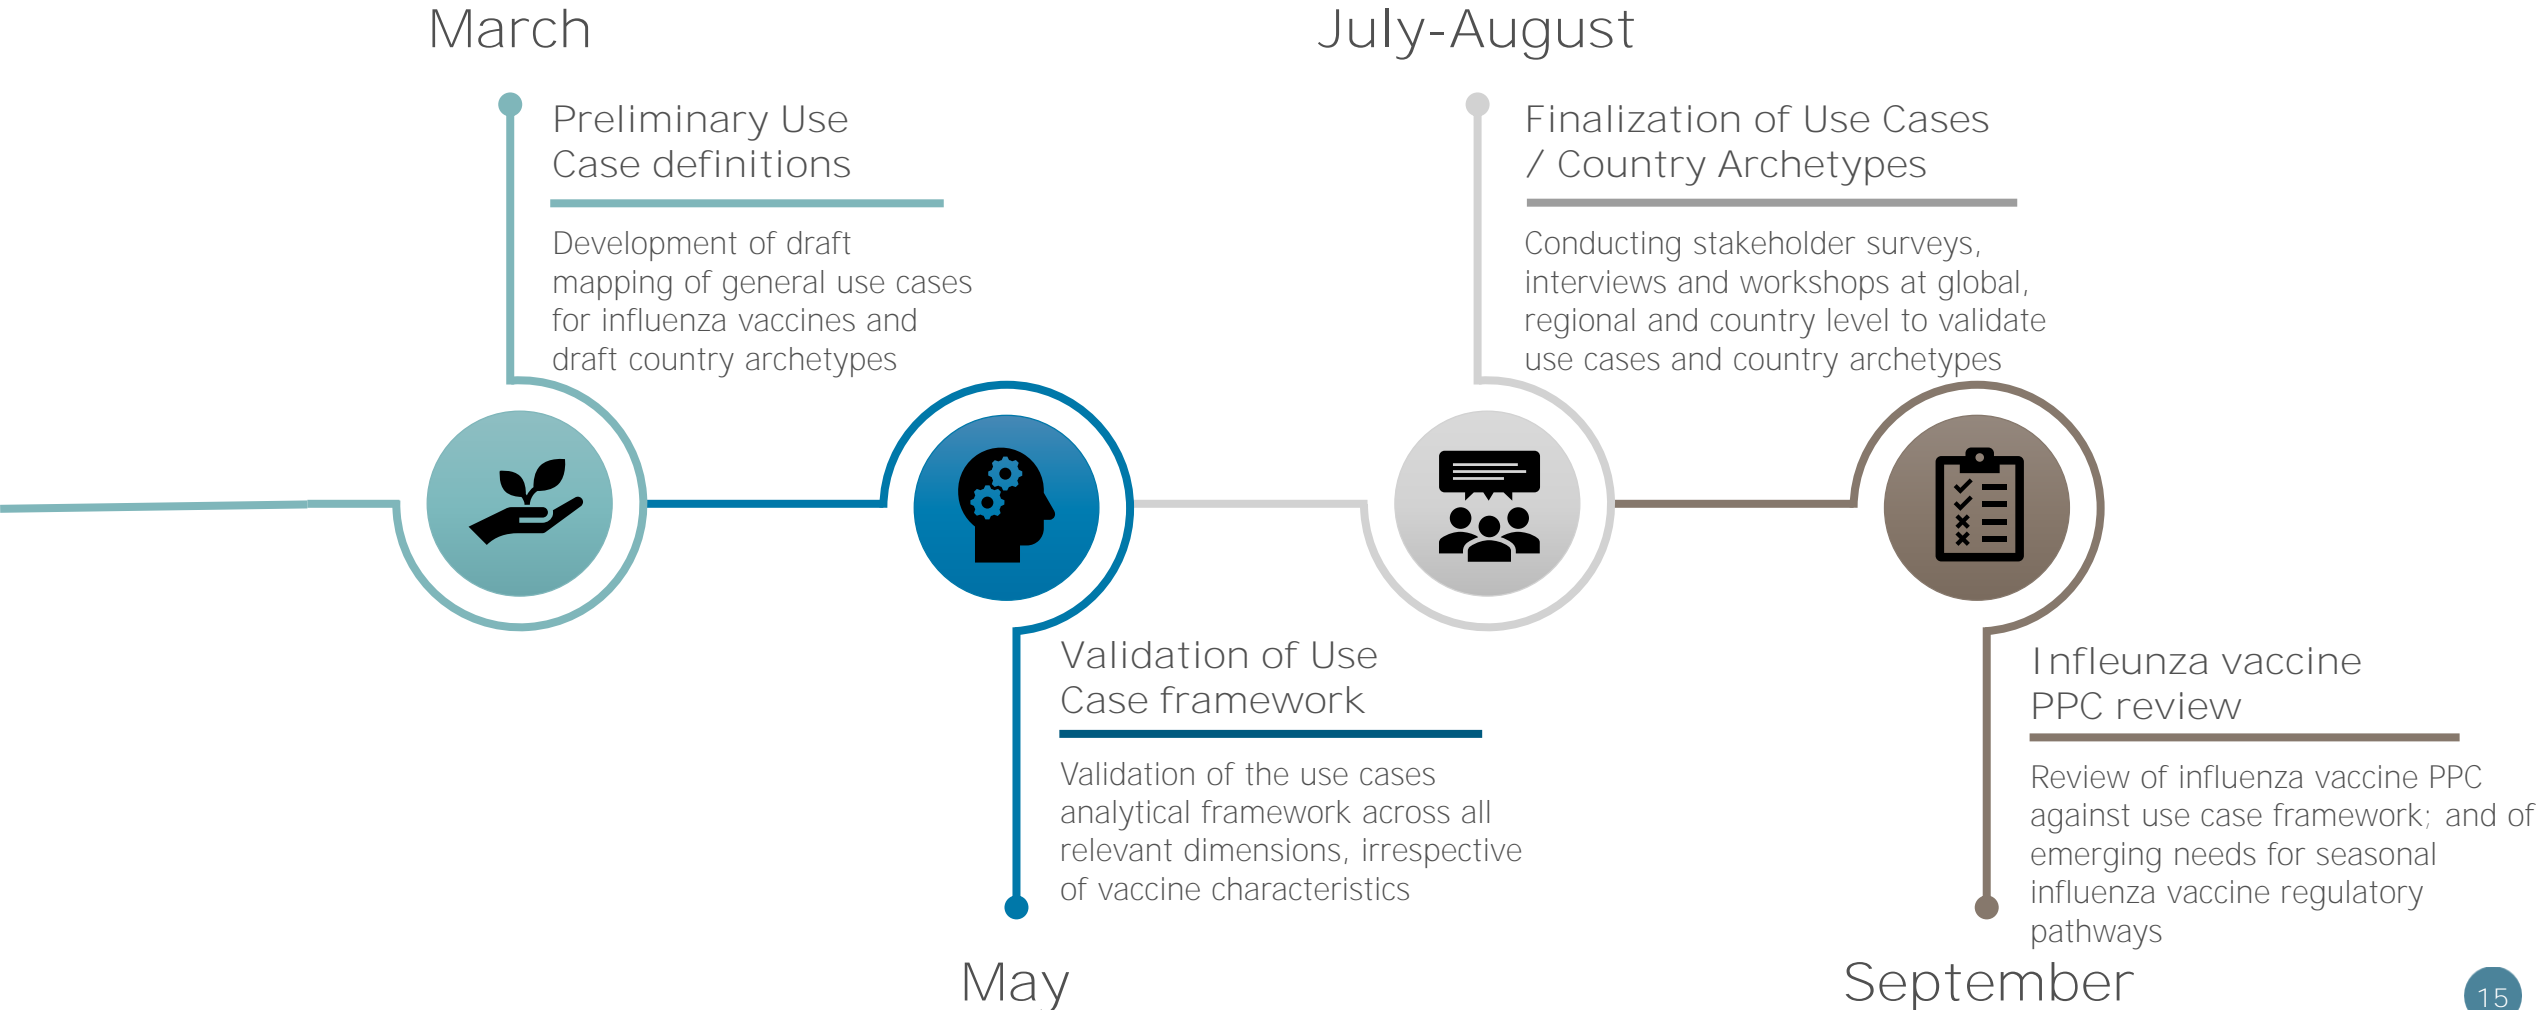 March
Preliminary Use
Case definitions
Development of draft
mapping of general use cases
for influenza vaccines and
draft country archetypes
May
Validation of Use
Case framework
Validation of the use cases
analytical framework across all
relevant dimensions, irrespective
of vaccine characteristics
July-August
Finalization of Use Cases
/ Country Archetypes
Conducting stakeholder surveys,
interviews and workshops at global,
regional and country level to validate
use cases and country archetypes
September
Infleunza vaccine
PPC review
Review of influenza vaccine PPC
against use case framework; and of
emerging needs for seasonal
influenza vaccine regulatory
pathways
15